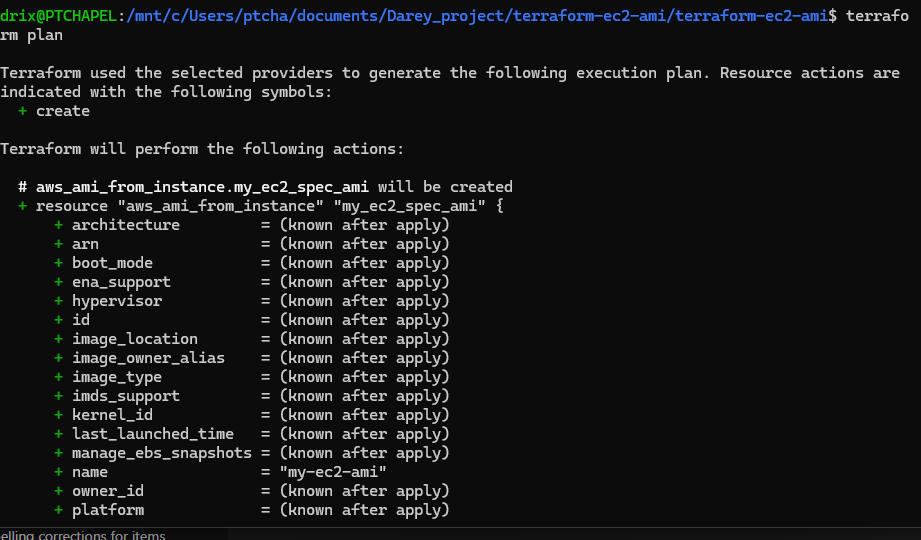 drix@PTCHAPEL:/mnt/c/Users/ptcha/documents/Darey_project/terraform-ec2-ami/terraform-ec2-ami$ terrafo
rm plan
Terraform used the selected providers to generate the following execution plan. Resource actions are
indicated with the following symbols:
+ create
Terraform will perform the following actions:
# aws_ami_from_instance.my_ec2_spec_ami will be created
+ resource "aws_ami_from_instance" "my_ec2_spec_ami" {
+ architecture = (known after apply)
+ arn = (known after apply)
+ boot_mode = (known after apply)
+ ena_support = (known after apply)
+ hypervisor = (known after apply)
+ id = (known after apply)
+ image_location = (known after apply)
+ image_owner_alias = (known after apply)
+ image_type = (known after apply)
+ imds_support = (known after apply)
+ kernel_id = (known after apply)
+ last_launched_time = (known after apply)
+ manage_ebs_snapshots = (known after apply)
+ name = "my-ec2-ami"
+ owner_id = (known after apply)
+ platform = (known after apply)
elling corrections for items